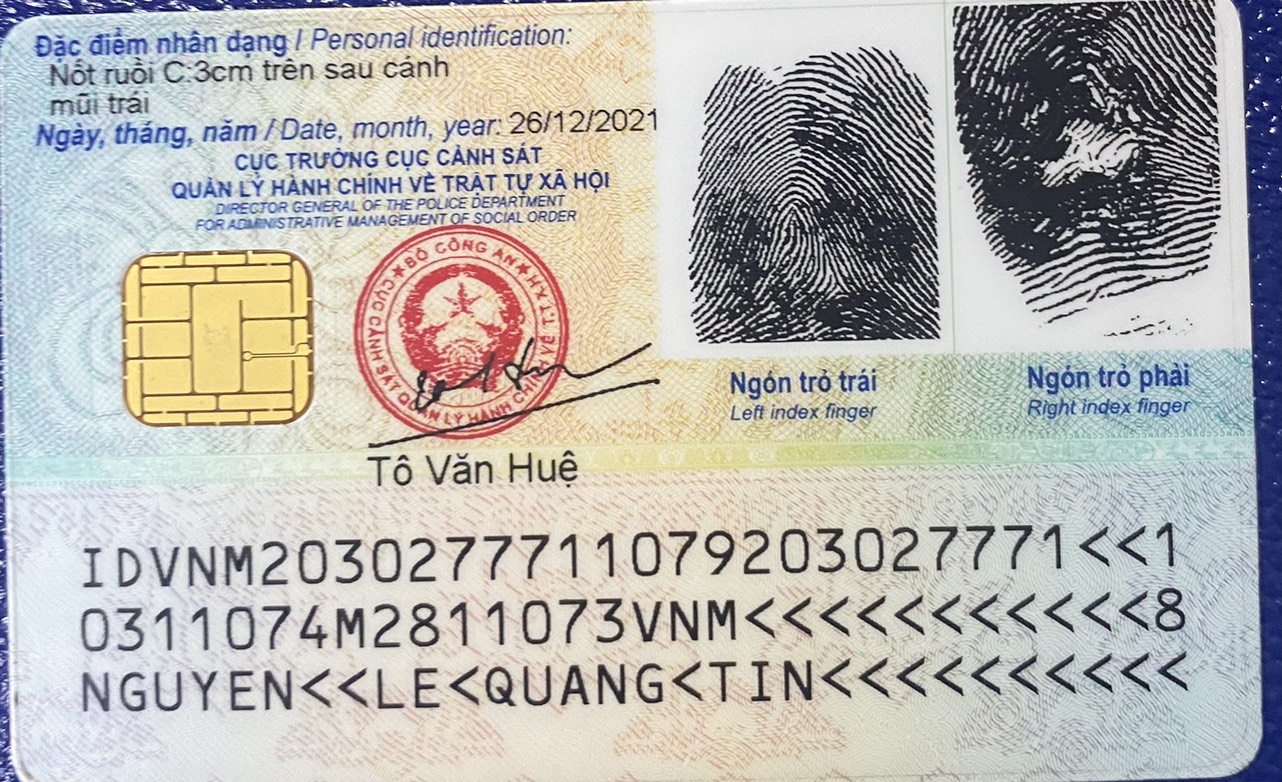 Đặc điểm nhân dạng / Personal identification:
Nốt ruồi C:3cm trên sau cánh
mũi trái
Ngày, tháng, năm / Date, month, year: 26/12/2021
CỤC TRƯỞNG CỤC CẢNH SÁT
QUẢN LÝ HÀNH CHÍNH VỀ TRẬT TỰ XÃ HỘI
DIRECTOR GENERAL OF THE POLICE DEPARTMENT
FOR ADMINISTRATIVE MANAGEMENT OF SOCIAL ORDER
BỘ CÔNG AN
CỤC CẢNH SÁT QUẢN LÝ HÀNH CHÍNH VỀ T.T.X.H
Tô Văn Huệ
Ngón trỏ trái
Left index finger
Ngón trỏ phải
Right index finger
IDVNM2030277711079203027771<<1
0311074M2811073VNM<<<<<<<<<<<8
NGUYEN<<LE<QUANG<TIN<<<<<<<<<<